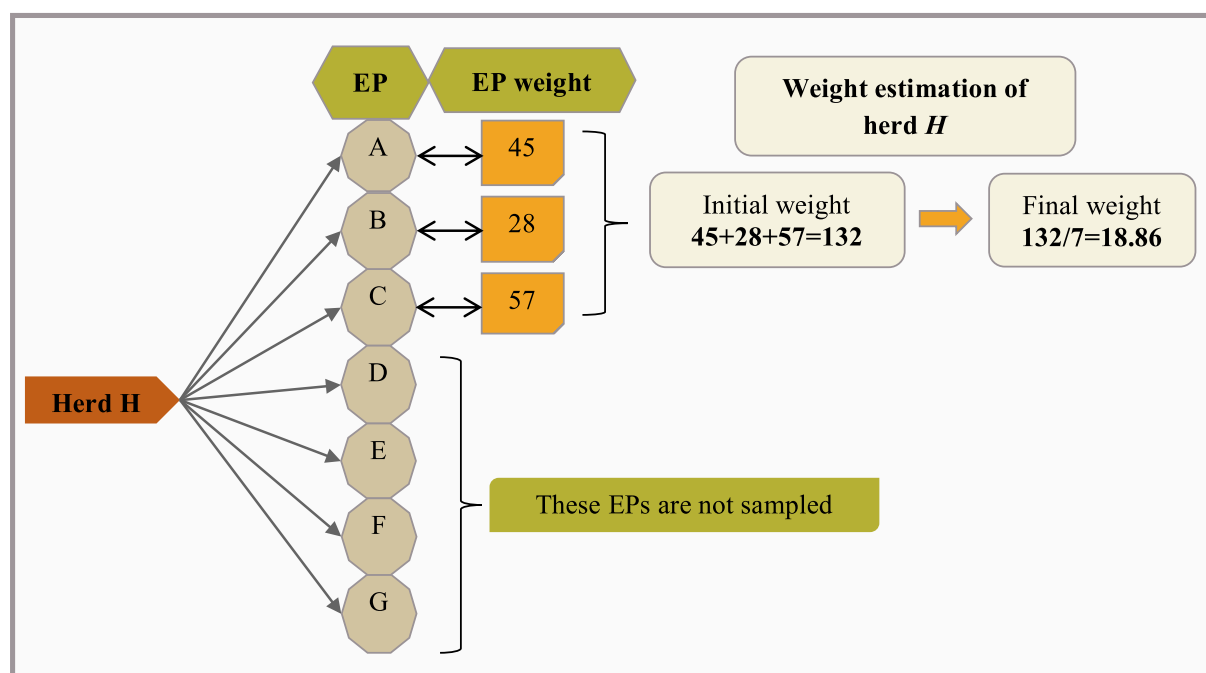 EP
EP weight
Weight estimation of
herd H
A
45
B
28
C
57
Initial weight
45+28+57=132
Final weight
132/7=18.86
D
Herd H
E
These EPs are not sampled
F
G